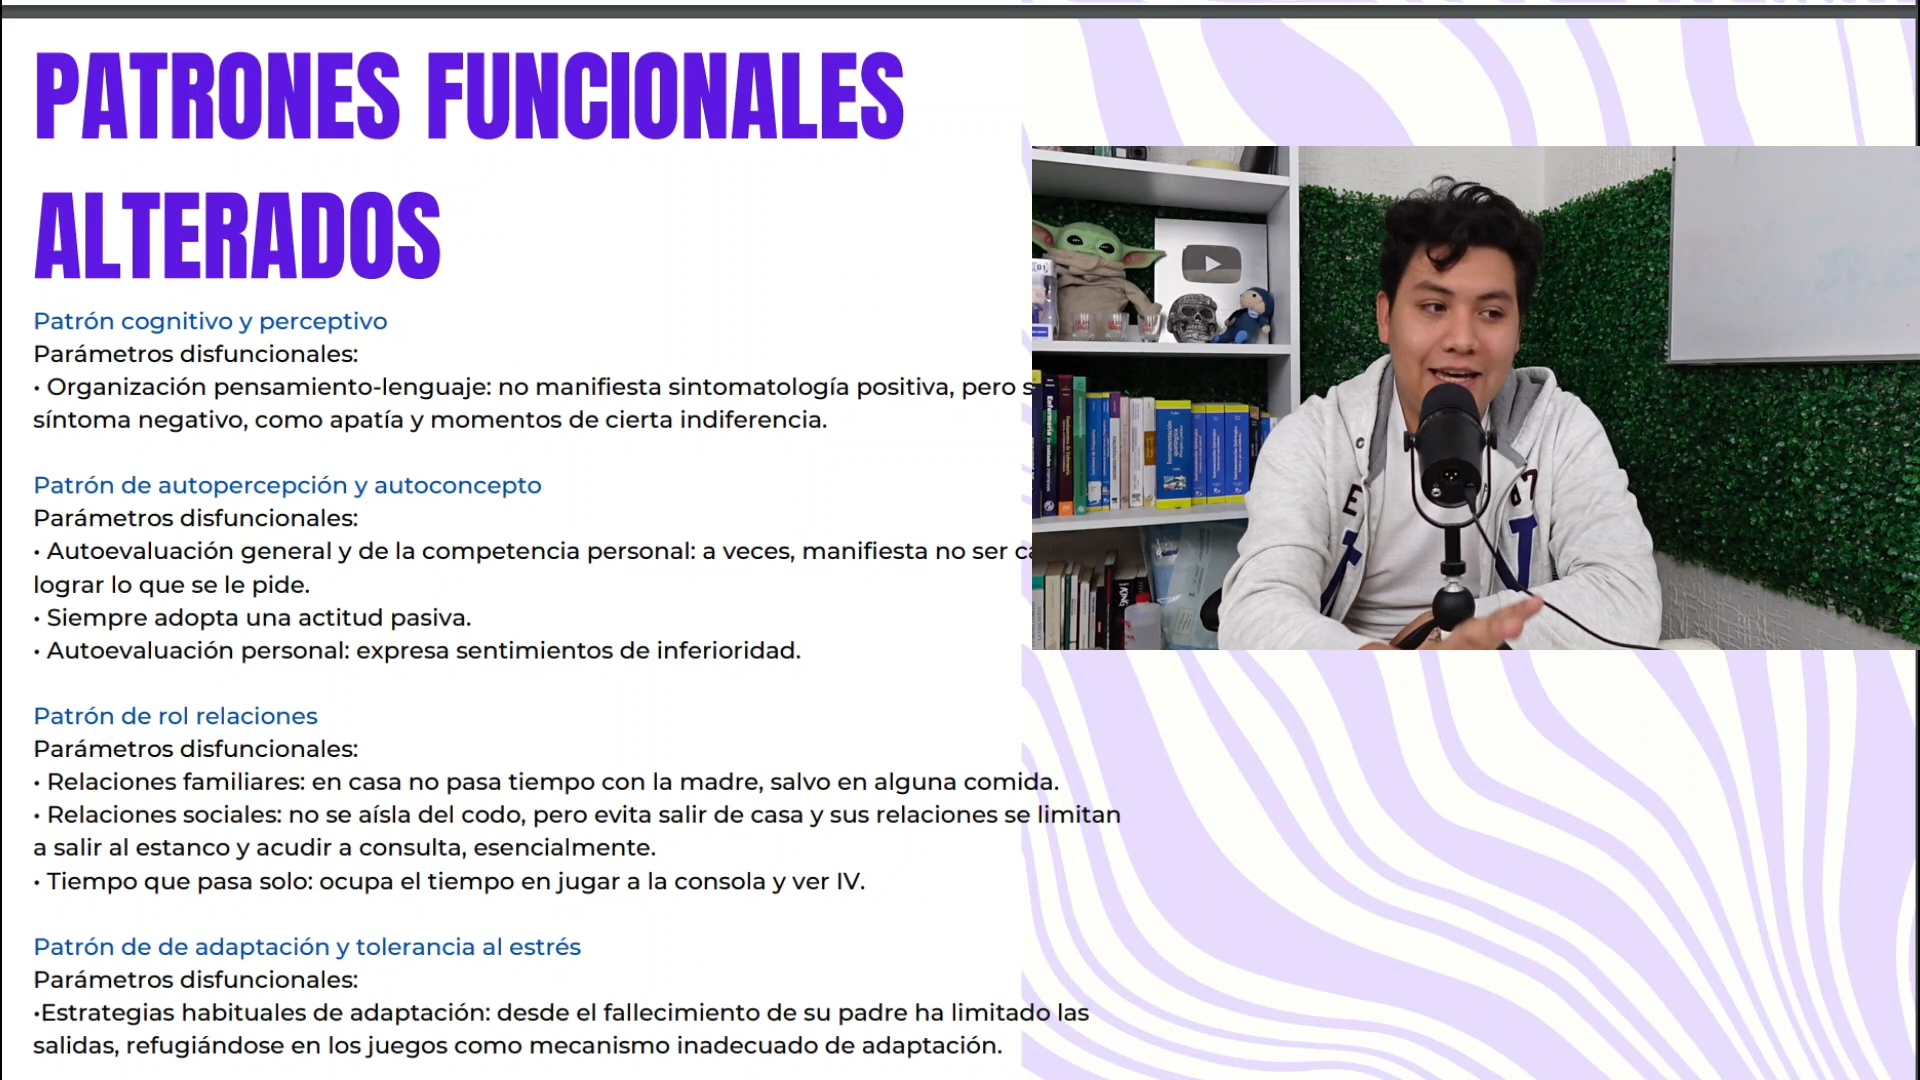 PATRONES FUNCIONALES
ALTERADOS
Patrón cognitivo y perceptivo
Parámetros disfuncionales:
• Organización pensamiento-lenguaje: no manifiesta sintomatología positiva, pero s
síntoma negativo, como apatía y momentos de cierta indiferencia.
Patrón de autopercepción y autoconcepto
Parámetros disfuncionales:
• Autoevaluación general y de la competencia personal: a veces, manifiesta no ser ca
lograr lo que se le pide.
• Siempre adopta una actitud pasiva.
• Autoevaluación personal: expresa sentimientos de inferioridad.
Patrón de rol relaciones
Parámetros disfuncionales:
• Relaciones familiares: en casa no pasa tiempo con la madre, salvo en alguna comida.
• Relaciones sociales: no se aísla del codo, pero evita salir de casa y sus relaciones se limitan
a salir al estanco y acudir a consulta, esencialmente.
• Tiempo que pasa solo: ocupa el tiempo en jugar a la consola y ver IV.
Patrón de de adaptación y tolerancia al estrés
Parámetros disfuncionales:
•Estrategias habituales de adaptación: desde el fallecimiento de su padre ha limitado las
salidas, refugiándose en los juegos como mecanismo inadecuado de adaptación.